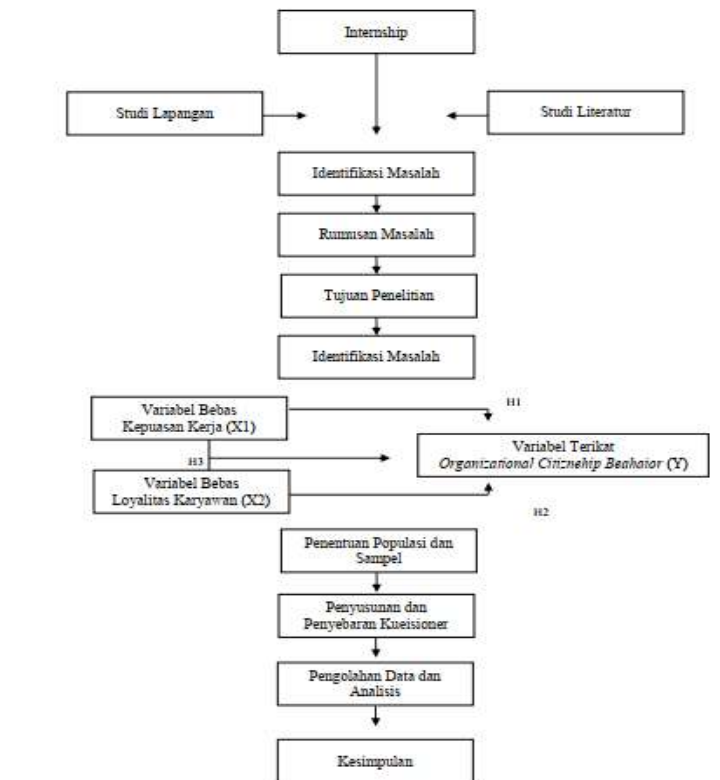 Internship
Studi Lapangan
Studi Literatur
Identifikasi Masalah
Rumusan Masalah
Tujuan Penelitian
Identifikasi Masalah
H1
Variabel Bebas
Kepuasan Kerja (X1)
Variabel Terikat
Organizational Citiznehip Beahaior (Y)
H3
Variabel Bebas
Loyalitas Karyawan (X2)
H2
Penentuan Populasi dan
Sampel
Penyusunan dan
Penyebaran Kueisioner
Pengolahan Data dan
Analisis
Kesimpulan